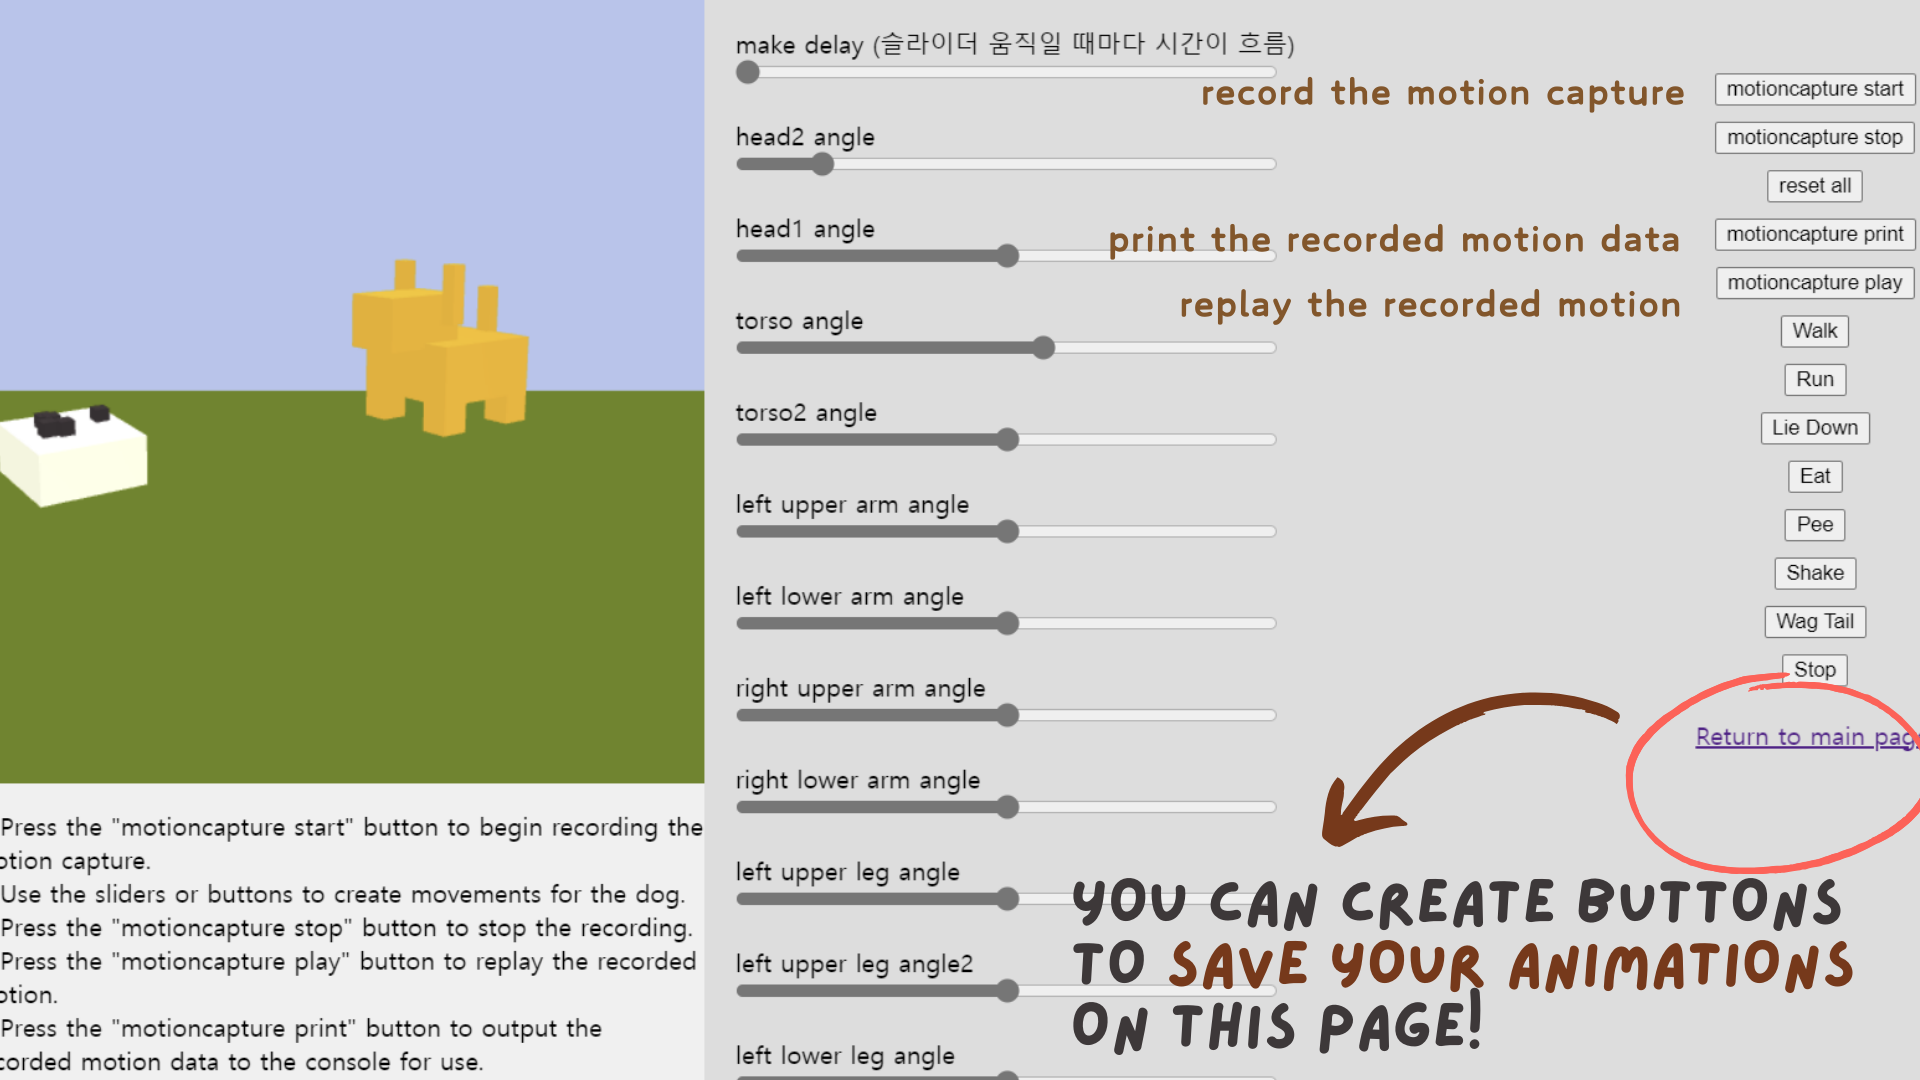 make delay (슬라이더 움직일 때마다 시간이 흐름)
head2 angle
head1 angle
torso angle
torso2 angle
left upper arm angle
left lower arm angle
right upper arm angle
right lower arm angle
left upper leg angle
left upper leg angle2
left lower leg angle
record the motion capture
print the recorded motion data
replay the recorded motion
motioncapture start
motioncapture stop
reset all
motioncapture print
motioncapture play
Walk
Run
Lie Down
Eat
Pee
Shake
Wag Tail
Stop
Return to main page
YOU CAN CREATE BUTTONS
TO SAVE YOUR ANIMATIONS
ON THIS PAGE!
Press the "motioncapture start" button to begin recording the
otion capture.
Use the sliders or buttons to create movements for the dog.
Press the "motioncapture stop" button to stop the recording.
Press the "motioncapture play" button to replay the recorded
otion.
Press the "motioncapture print" button to output the
corded motion data to the console for use.